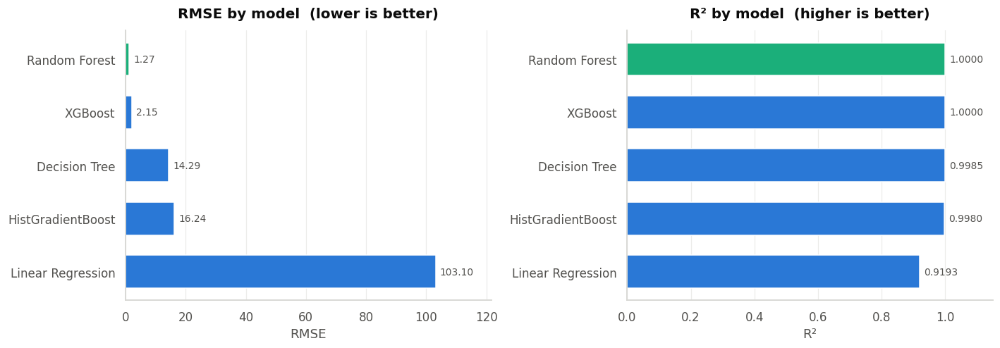 RMSE by model  (lower is better)
Random Forest
1.27
XGBoost
2.15
Decision Tree
14.29
HistGradientBoost
16.24
Linear Regression
103.10
0 20 40 60 80 100 120
RMSE
R² by model  (higher is better)
Random Forest
1.0000
XGBoost
1.0000
Decision Tree
0.9985
HistGradientBoost
0.9980
Linear Regression
0.9193
0.0 0.2 0.4 0.6 0.8 1.0
R²